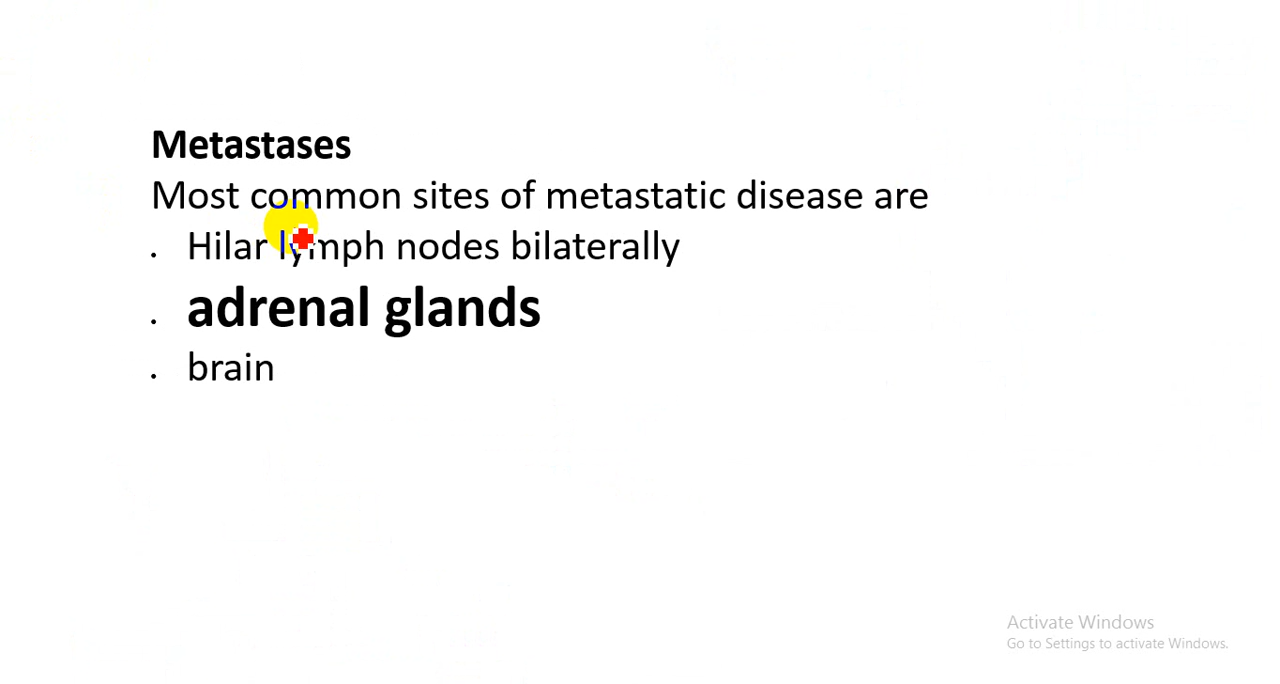 Metastases
Most common sites of metastatic disease are
. Hilar lymph nodes bilaterally
. adrenal glands
. brain
Activate Windows
Go to Settings to activate Windows.